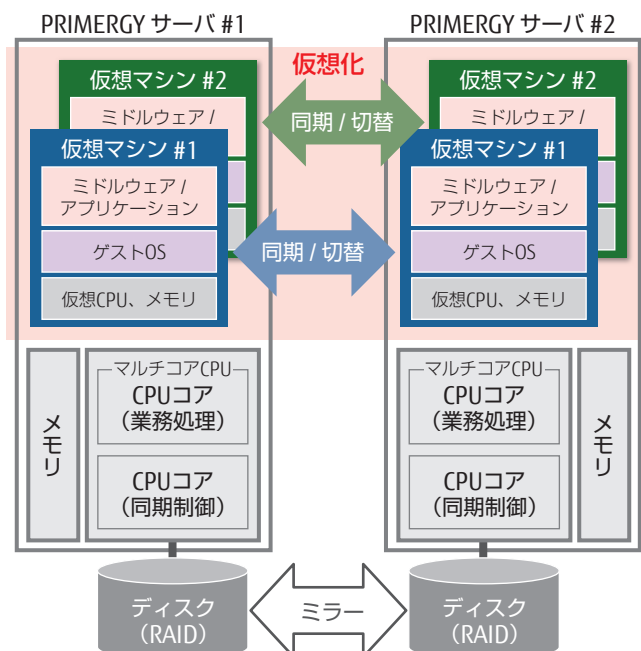 PRIMERGY サーバ #1
PRIMERGY サーバ #2
仮想化
仮想マシン #2
ミドルウェア /
仮想マシン #1
ミドルウェア /
アプリケーション
ゲストOS
仮想CPU、メモリ
同期 / 切替
同期 / 切替
仮想マシン #2
ミドルウェア /
仮想マシン #1
ミドルウェア /
アプリケーション
ゲストOS
仮想CPU、メモリ
メモリ
マルチコアCPU
CPUコア
（業務処理）
CPUコア
（同期制御）
マルチコアCPU
CPUコア
（業務処理）
CPUコア
（同期制御）
メモリ
ディスク
（RAID）
ミラー
ディスク
（RAID）